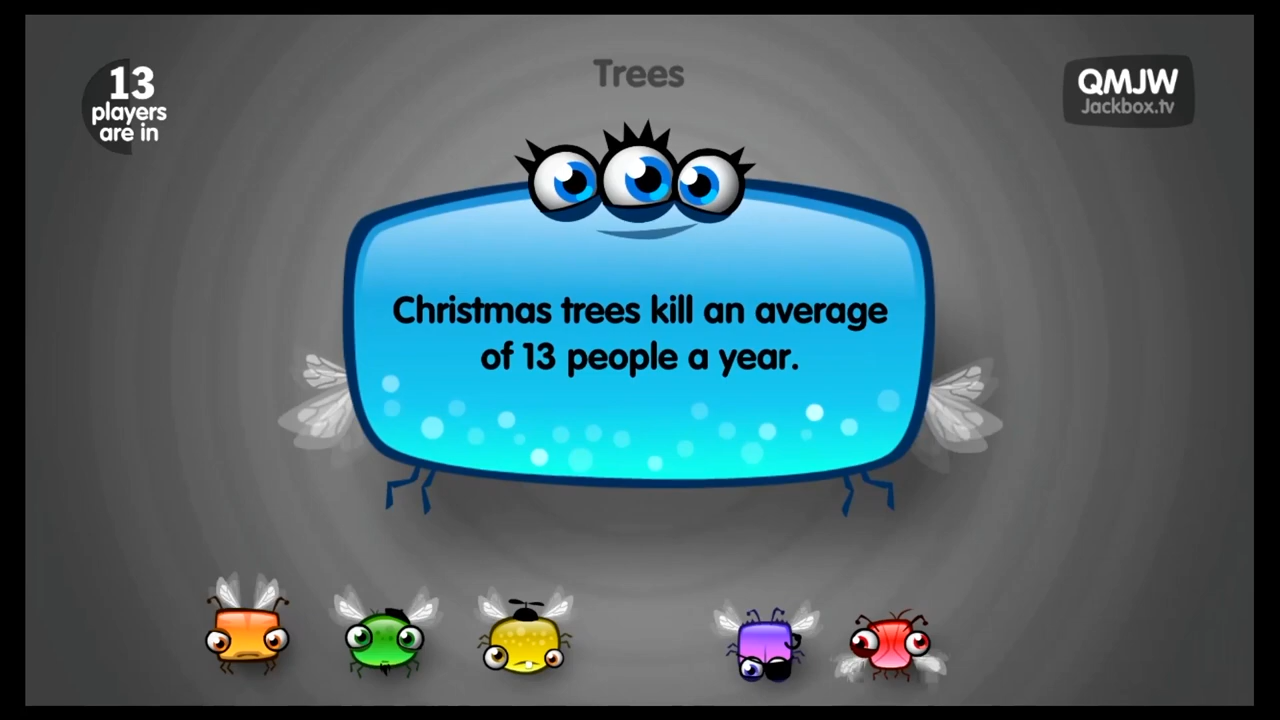 13
players
are in
Trees
QMJW
Jackbox.tv
Christmas trees kill an average
of 13 people a year.